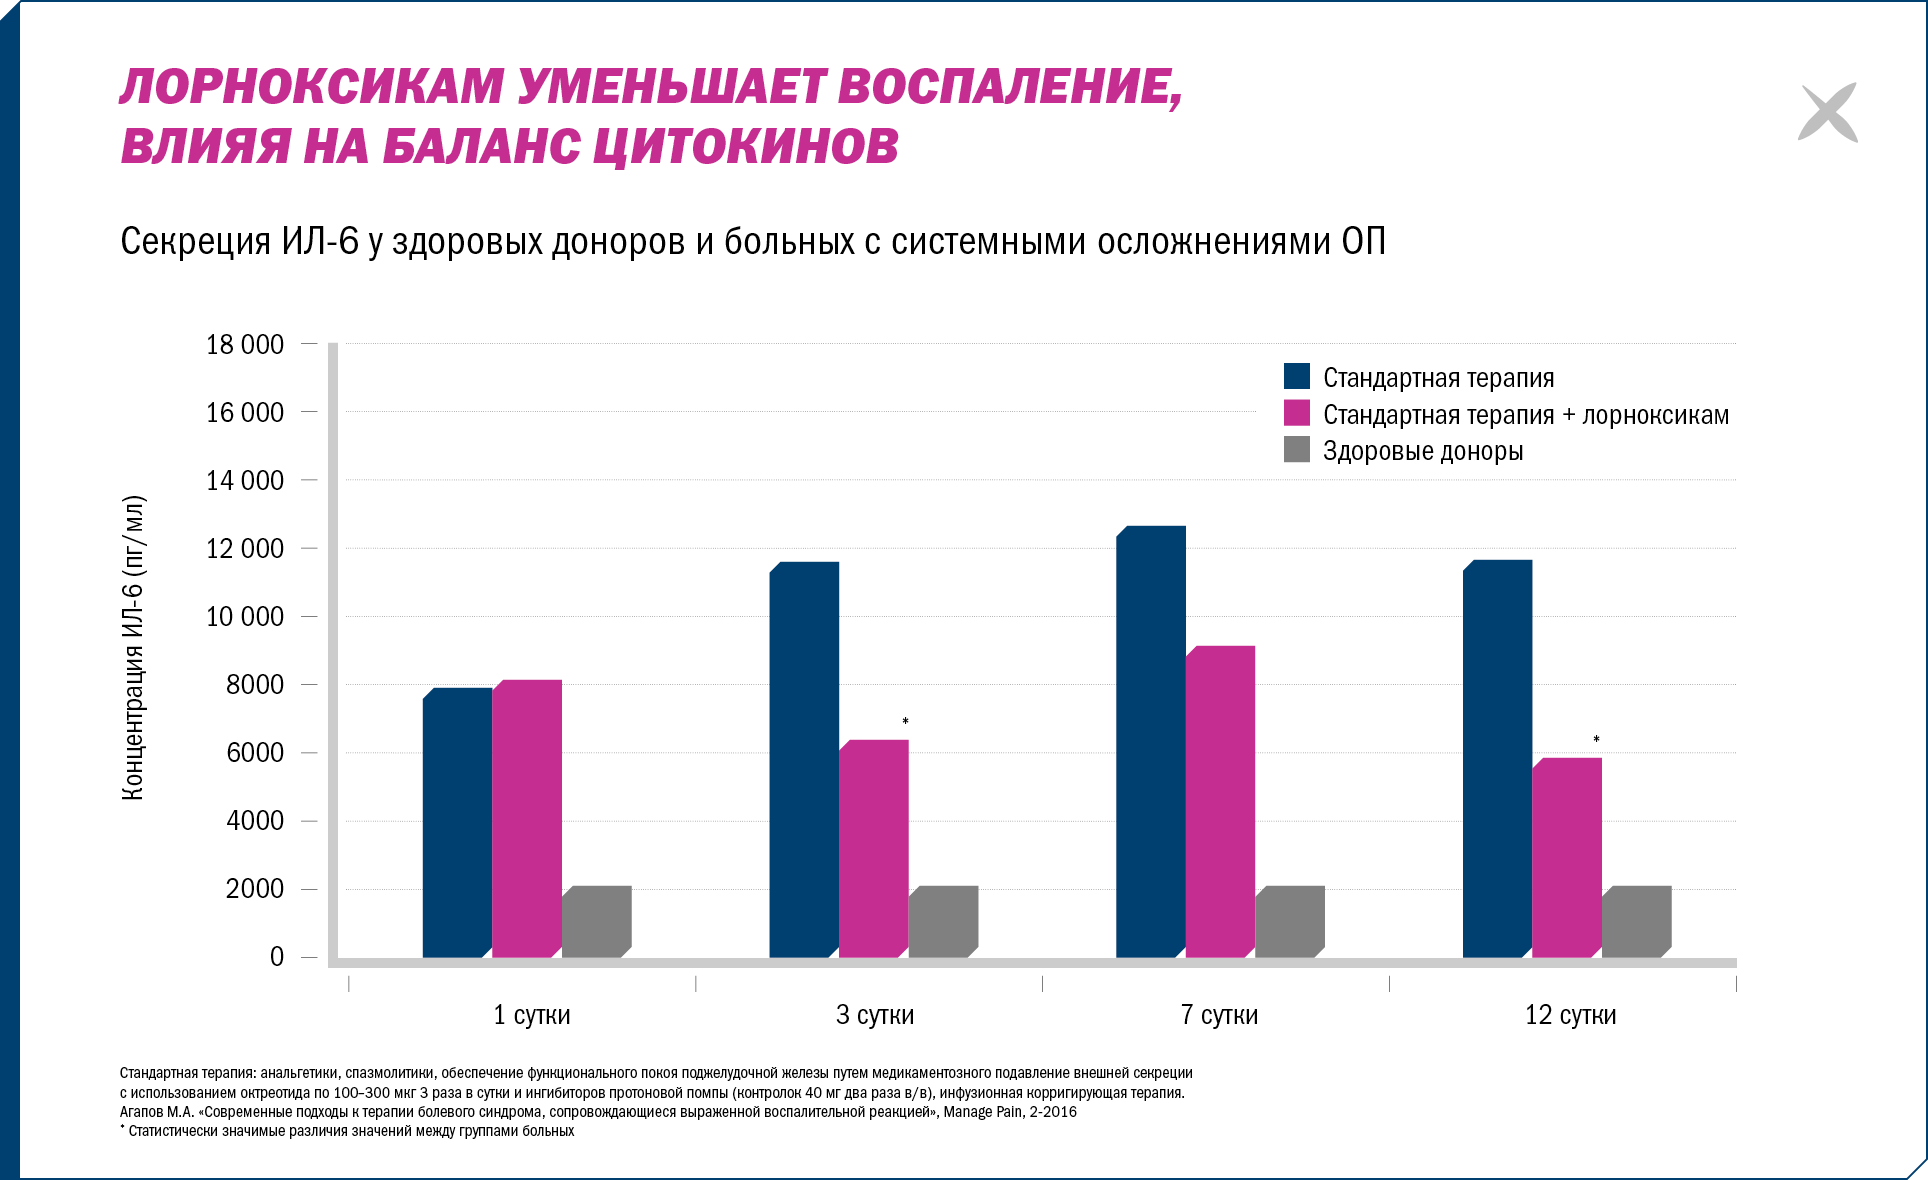 ЛОРНОКСИКАМ УМЕНЬШАЕТ ВОСПАЛЕНИЕ,
ВЛИЯЯ НА БАЛАНС ЦИТОКИНОВ
Секреция ИЛ-6 у здоровых доноров и больных с системными осложнениями ОП
Концентрация ИЛ-6 (пг/мл)
18 000
16 000
14 000
12 000
10 000
8000
6000
4000
2000
0
Стандартная терапия
Стандартная терапия + лорноксикам
Здоровые доноры
*
*
1 сутки
3 сутки
7 сутки
12 сутки
Стандартная терапия: анальгетики, спазмолитики, обеспечение функционального покоя поджелудочной железы путем медикаментозного подавление внешней секреции
с использованием октреотида по 100–300 мкг 3 раза в сутки и ингибиторов протоновой помпы (контролок 40 мг два раза в/в), инфузионная корригирующая терапия.
Агапов М.А. «Современные подходы к терапии болевого синдрома, сопровождающиеся выраженной воспалительной реакцией», Manage Pain, 2-2016
* Статистически значимые различия значений между группами больных